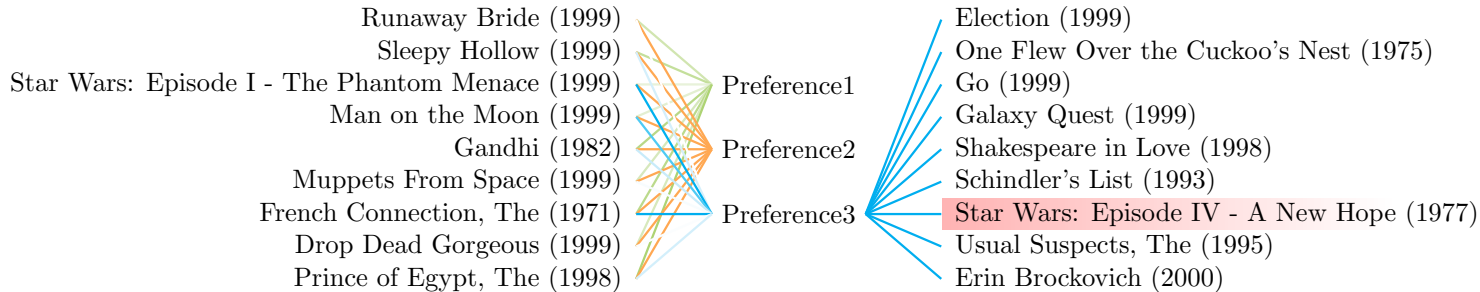 Runaway Bride (1999)
Sleepy Hollow (1999)
Star Wars: Episode I - The Phantom Menace (1999)
Man on the Moon (1999)
Gandhi (1982)
Muppets From Space (1999)
French Connection, The (1971)
Drop Dead Gorgeous (1999)
Prince of Egypt, The (1998)
Preference1
Preference2
Preference3
Election (1999)
One Flew Over the Cuckoo's Nest (1975)
Go (1999)
Galaxy Quest (1999)
Shakespeare in Love (1998)
Schindler's List (1993)
Star Wars: Episode IV - A New Hope (1977)
Usual Suspects, The (1995)
Erin Brockovich (2000)